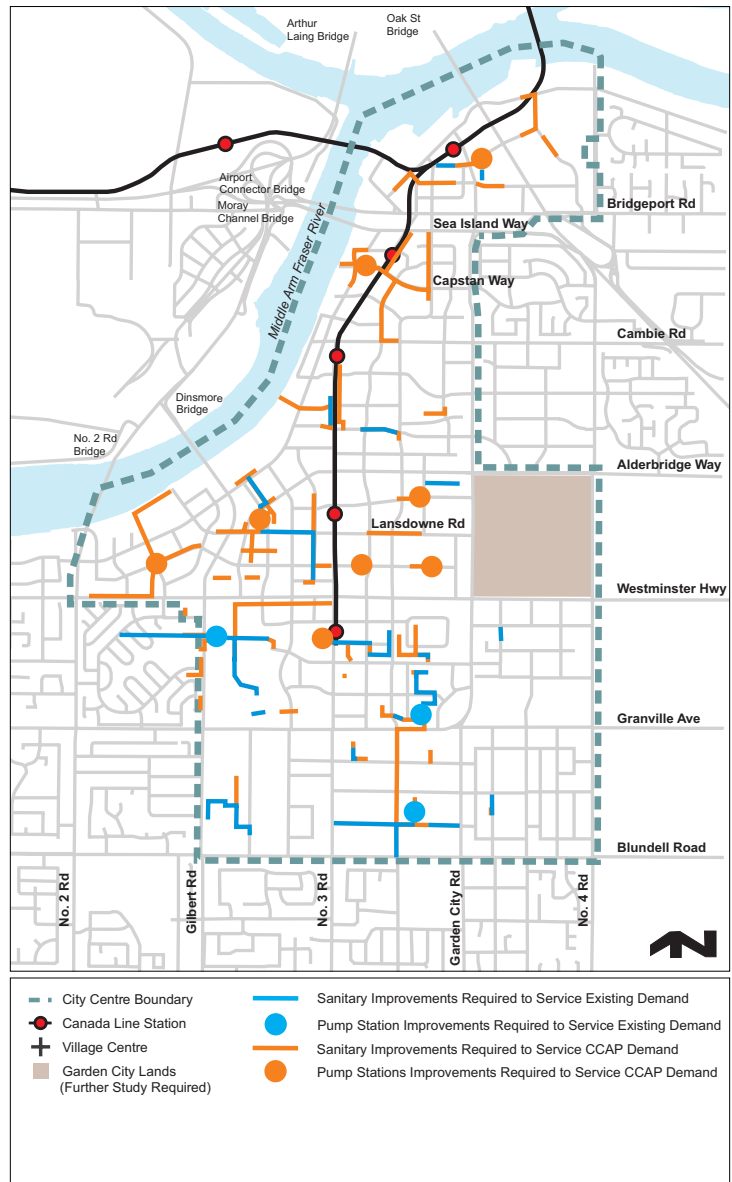 Arthur
Laing Bridge
Oak St
Bridge
Airport
Connector Bridge
Moray
Channel Bridge
Bridgeport Rd
Sea Island Way
Middle Arm Fraser River
Capstan Way
Cambie Rd
Dinsmore
Bridge
No. 2 Rd
Bridge
Alderbridge Way
Lansdowne Rd
Westminster Hwy
Granville Ave
Blundell Road
No. 2 Rd
Gilbert Rd
No. 3 Rd
Garden City Rd
No. 4 Rd
N
City Centre Boundary
Canada Line Station
Village Centre
Garden City Lands
(Further Study Required)
Sanitary Improvements Required to Service Existing Demand
Pump Station Improvements Required to Service Existing Demand
Sanitary Improvements Required to Service CCAP Demand
Pump Stations Improvements Required to Service CCAP Demand